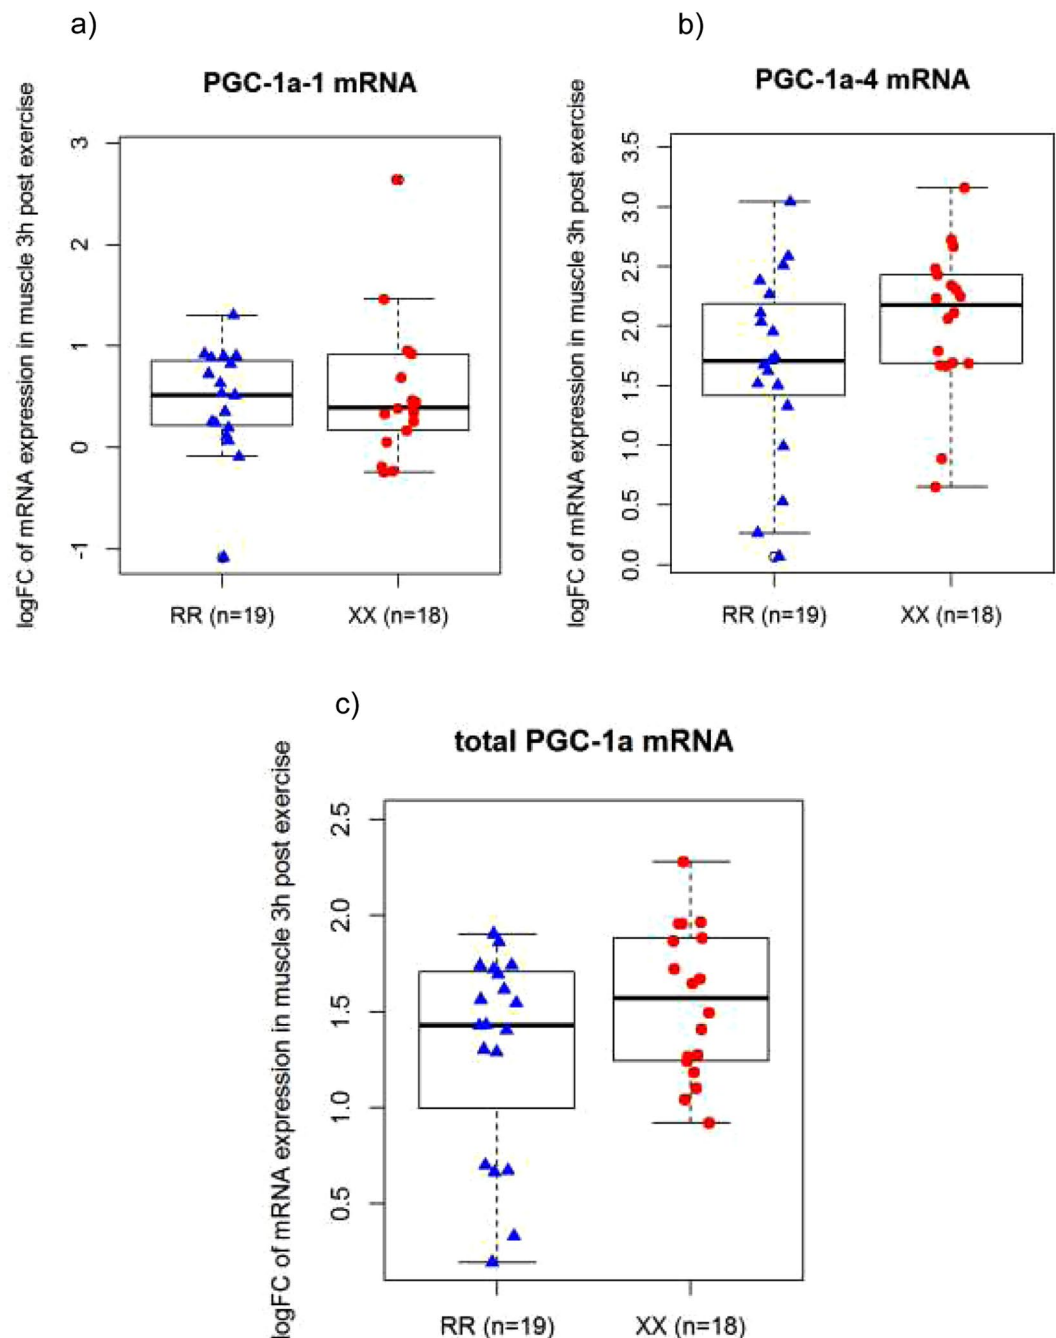 a)
PGC-1a-1 mRNA
logFC of mRNA expression in muscle 3h post exercise
3
2
1
0
-1
RR (n=19)
XX (n=18)
b)
PGC-1a-4 mRNA
logFC of mRNA expression in muscle 3h post exercise
3.5
3.0
2.5
2.0
1.5
1.0
0.5
0.0
RR (n=19)
XX (n=18)
c)
total PGC-1a mRNA
logFC of mRNA expression in muscle 3h post exercise
2.5
2.0
1.5
1.0
0.5
RR (n=19)
XX (n=18)